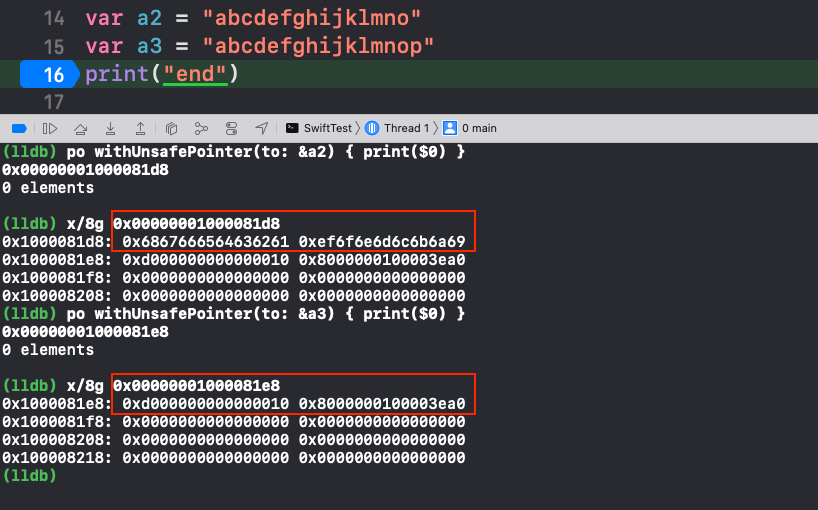 14 var a2 = "abcdefghijklmno"
15 var a3 = "abcdefghijklmnop"
16 print("end")
17
SwiftTest 〉 Thread 1 〉 0 main
(lldb) po withUnsafePointer(to: &a2) { print($0) }
0x00000001000081d8
0 elements
(lldb) x/8g 0x00000001000081d8
0x1000081d8: 0x6867666564636261 0xef6f6e6d6c6b6a69
0x1000081e8: 0xd000000000000010 0x8000000100003ea0
0x1000081f8: 0x0000000000000000 0x0000000000000000
0x100008208: 0x0000000000000000 0x0000000000000000
(lldb) po withUnsafePointer(to: &a3) { print($0) }
0x00000001000081e8
0 elements
(lldb) x/8g 0x00000001000081e8
0x1000081e8: 0xd000000000000010 0x8000000100003ea0
0x1000081f8: 0x0000000000000000 0x0000000000000000
0x100008208: 0x0000000000000000 0x0000000000000000
0x100008218: 0x0000000000000000 0x0000000000000000
(lldb)